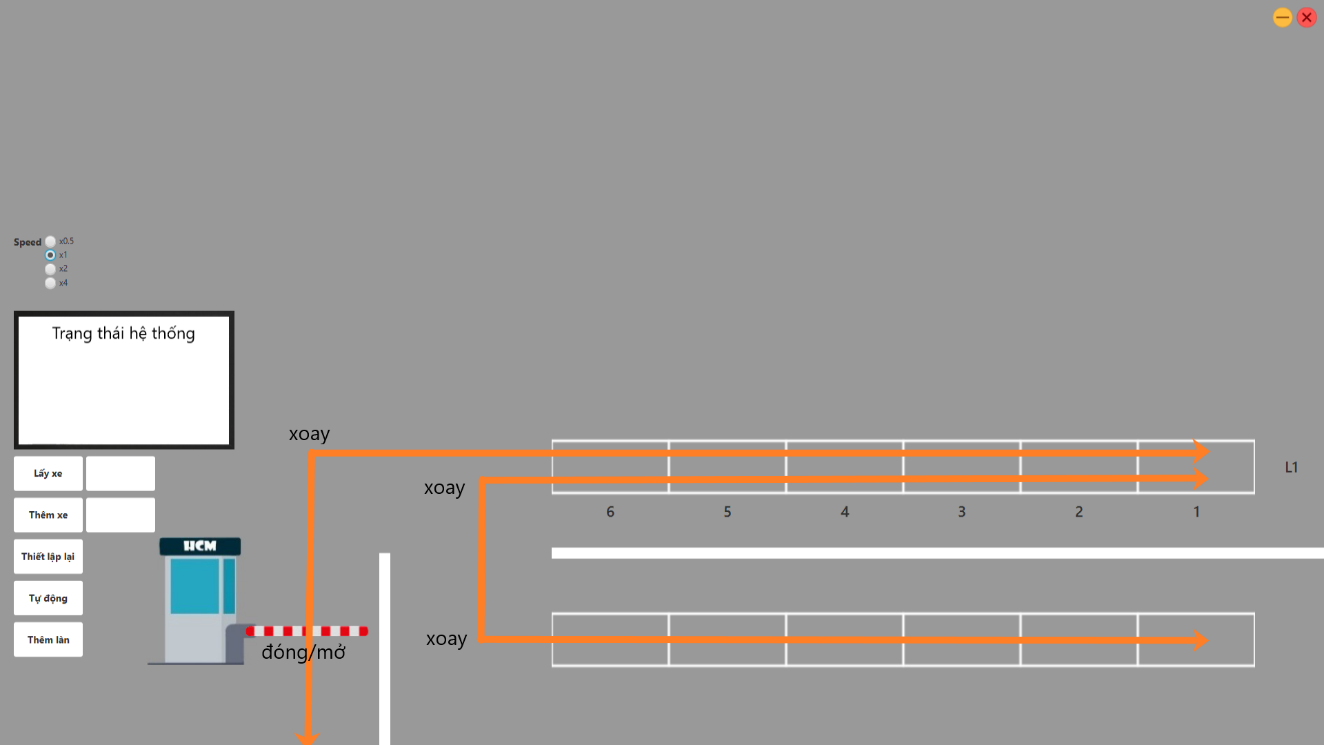 Speed
x0.5
x1
x2
x4
Trạng thái hệ thống
xoay
Lấy xe
L1
xoay
6 5 4 3 2 1
Thêm xe
HCM
Thiết lập lại
Tự động
Thêm làn
xoay
đóng/mở